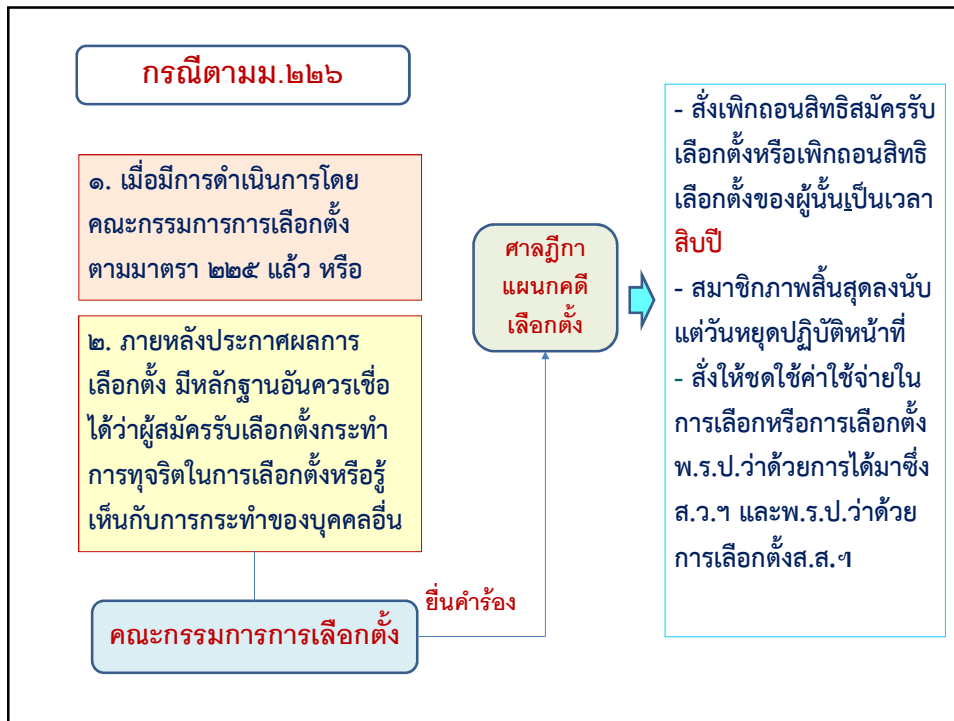 กรณีตามม.๒๒๖
๑. เมื่อมีการดำเนินการโดย
คณะกรรมการการเลือกตั้ง
ตามมาตรา ๒๒๕ แล้ว หรือ
๒. ภายหลังประกาศผลการ
เลือกตั้ง มีหลักฐานอันควรเชื่อ
ได้ว่าผู้สมัครรับเลือกตั้งกระทำ
การทุจริตในการเลือกตั้งหรือรู้
เห็นกับการกระทำของบุคคลอื่น
คณะกรรมการการเลือกตั้ง
ยื่นคำร้อง
ศาลฎีกา
แผนกคดี
เลือกตั้ง
- สั่งเพิกถอนสิทธิสมัครรับ
เลือกตั้งหรือเพิกถอนสิทธิ
เลือกตั้งของผู้นั้นเป็นเวลา
สิบปี
- สมาชิกภาพสิ้นสุดลงนับ
แต่วันหยุดปฏิบัติหน้าที่
- สั่งให้ชดใช้ค่าใช้จ่ายใน
การเลือกหรือการเลือกตั้ง
พ.ร.ป.ว่าด้วยการได้มาซึ่ง
ส.ว.ฯ และพ.ร.ป.ว่าด้วย
การเลือกตั้งส.ส.ฯ